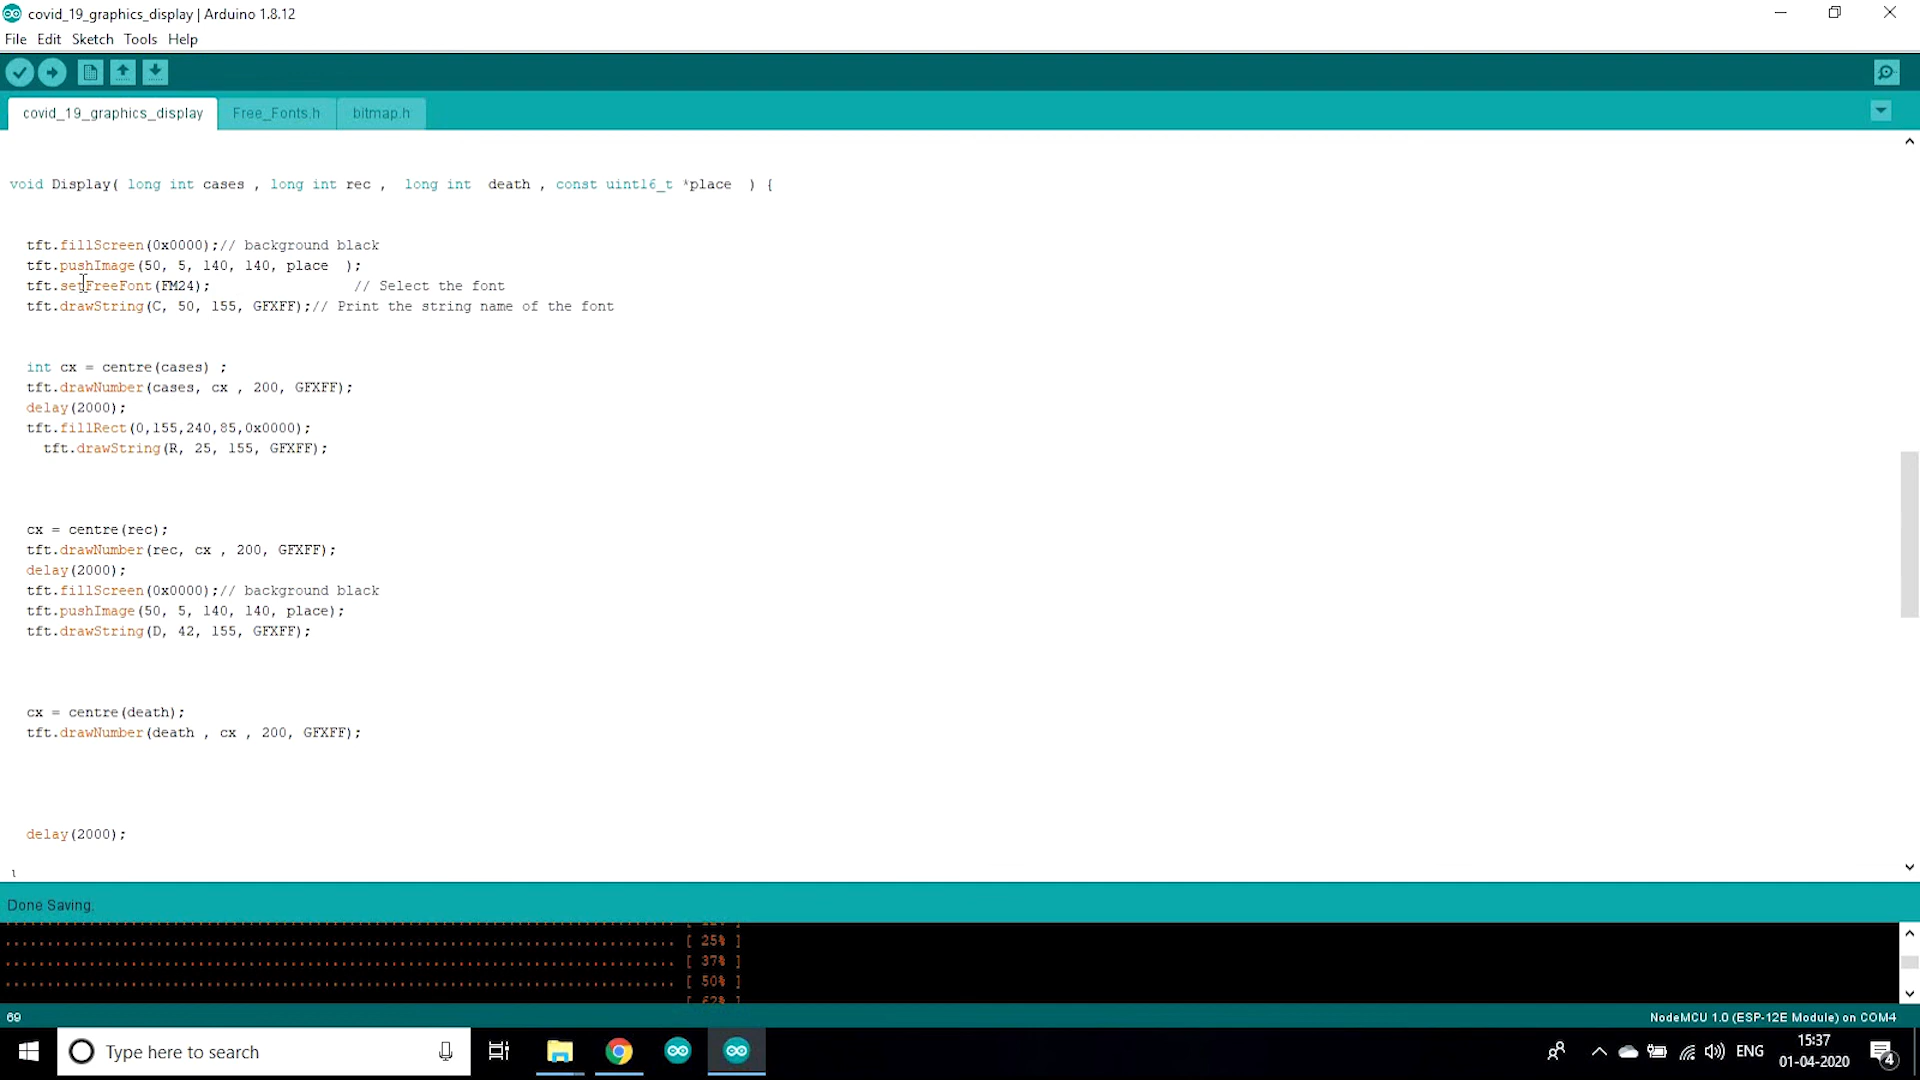 covid_19_graphics_display | Arduino 1.8.12
File Edit Sketch Tools Help
covid_19_graphics_display Free_Fonts.h bitmap.h
void Display( long int cases , long int rec ,  long int  death , const uint16_t *place  ) {
tft.fillScreen(0x0000);// background black
tft.pushImage(50, 5, 140, 140, place  );
tft.setFreeFont(FM24);                 // Select the font
tft.drawString(C, 50, 155, GFXFF);// Print the string name of the font
int cx = centre(cases) ;
tft.drawNumber(cases, cx , 200, GFXFF);
delay(2000);
tft.fillRect(0,155,240,85,0x0000);
tft.drawString(R, 25, 155, GFXFF);
cx = centre(rec);
tft.drawNumber(rec, cx , 200, GFXFF);
delay(2000);
tft.fillScreen(0x0000);// background black
tft.pushImage(50, 5, 140, 140, place);
tft.drawString(D, 42, 155, GFXFF);
cx = centre(death);
tft.drawNumber(death , cx , 200, GFXFF);
delay(2000);
Done Saving.
................................................................................ [ 25% ]
................................................................................ [ 37% ]
................................................................................ [ 50% ]
[ 62% ]
69 NodeMCU 1.0 (ESP-12E Module) on COM4
Type here to search ENG 15:37
01-04-2020 4